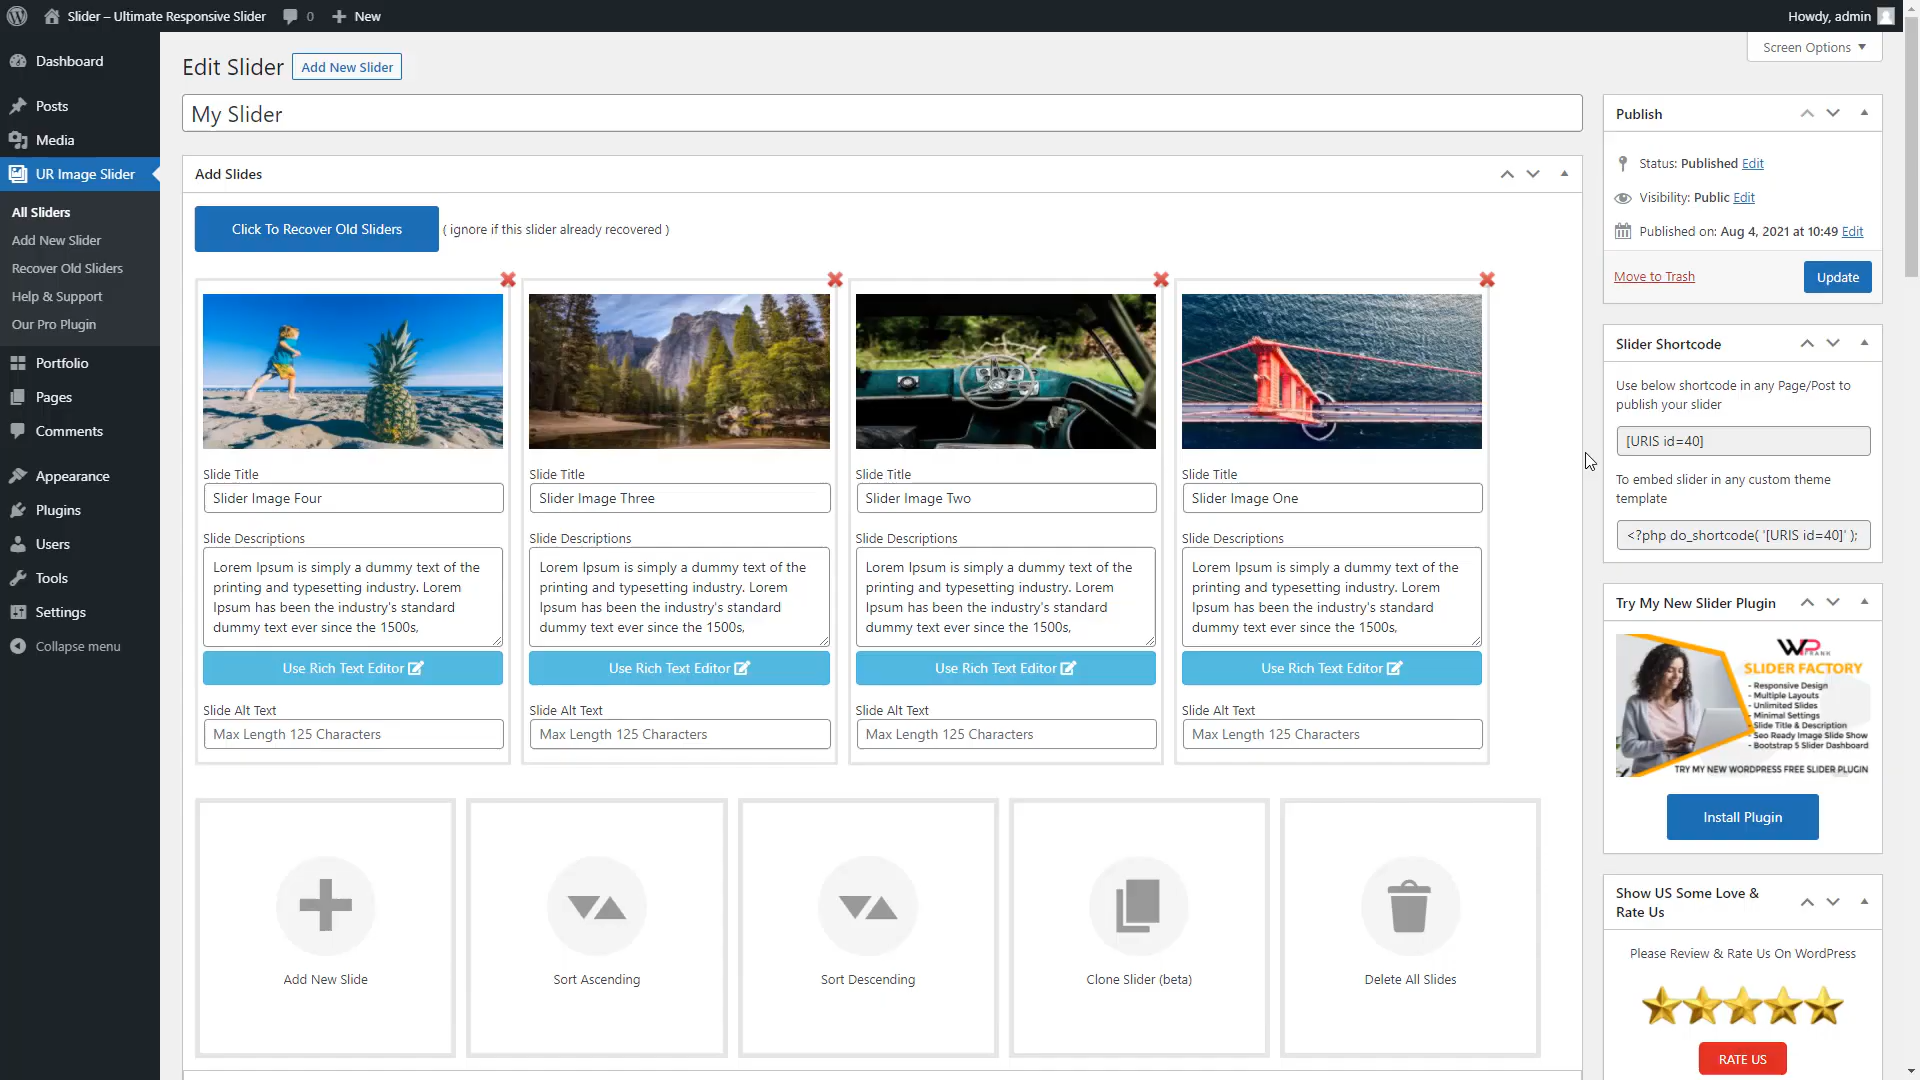 Slider – Ultimate Responsive Slider
0
New
Howdy, admin
Screen Options
Dashboard
Posts
Media
UR Image Slider
All Sliders
Add New Slider
Recover Old Sliders
Help & Support
Our Pro Plugin
Portfolio
Pages
Comments
Appearance
Plugins
Users
Tools
Settings
Collapse menu
Edit Slider
Add New Slider
My Slider
Add Slides
Click To Recover Old Sliders
( ignore if this slider already recovered )
Slide Title
Slider Image Four
Slide Descriptions
Lorem Ipsum is simply a dummy text of the
printing and typesetting industry. Lorem
Ipsum has been the industry's standard
dummy text ever since the 1500s,
Use Rich Text Editor
Slide Alt Text
Max Length 125 Characters
Slide Title
Slider Image Three
Slide Descriptions
Lorem Ipsum is simply a dummy text of the
printing and typesetting industry. Lorem
Ipsum has been the industry's standard
dummy text ever since the 1500s,
Use Rich Text Editor
Slide Alt Text
Max Length 125 Characters
Slide Title
Slider Image Two
Slide Descriptions
Lorem Ipsum is simply a dummy text of the
printing and typesetting industry. Lorem
Ipsum has been the industry's standard
dummy text ever since the 1500s,
Use Rich Text Editor
Slide Alt Text
Max Length 125 Characters
Slide Title
Slider Image One
Slide Descriptions
Lorem Ipsum is simply a dummy text of the
printing and typesetting industry. Lorem
Ipsum has been the industry's standard
dummy text ever since the 1500s,
Use Rich Text Editor
Slide Alt Text
Max Length 125 Characters
Add New Slide
Sort Ascending
Sort Descending
Clone Slider (beta)
Delete All Slides
Publish
Status: Published Edit
Visibility: Public Edit
Published on: Aug 4, 2021 at 10:49 Edit
Move to Trash
Update
Slider Shortcode
Use below shortcode in any Page/Post to
publish your slider
[URIS id=40]
To embed slider in any custom theme
template
<?php do_shortcode( '[URIS id=40]' );
Try My New Slider Plugin
WP FRANK
SLIDER FACTORY
- Responsive Design
- Multiple Layouts
- Unlimited Slides
- Minimal Settings
- Slide Title & Description
- Seo Ready Image Slide Show
- Bootstrap 5 Slider Dashboard
TRY MY NEW WORDPRESS FREE SLIDER PLUGIN
Install Plugin
Show US Some Love &
Rate Us
Please Review & Rate Us On WordPress
RATE US